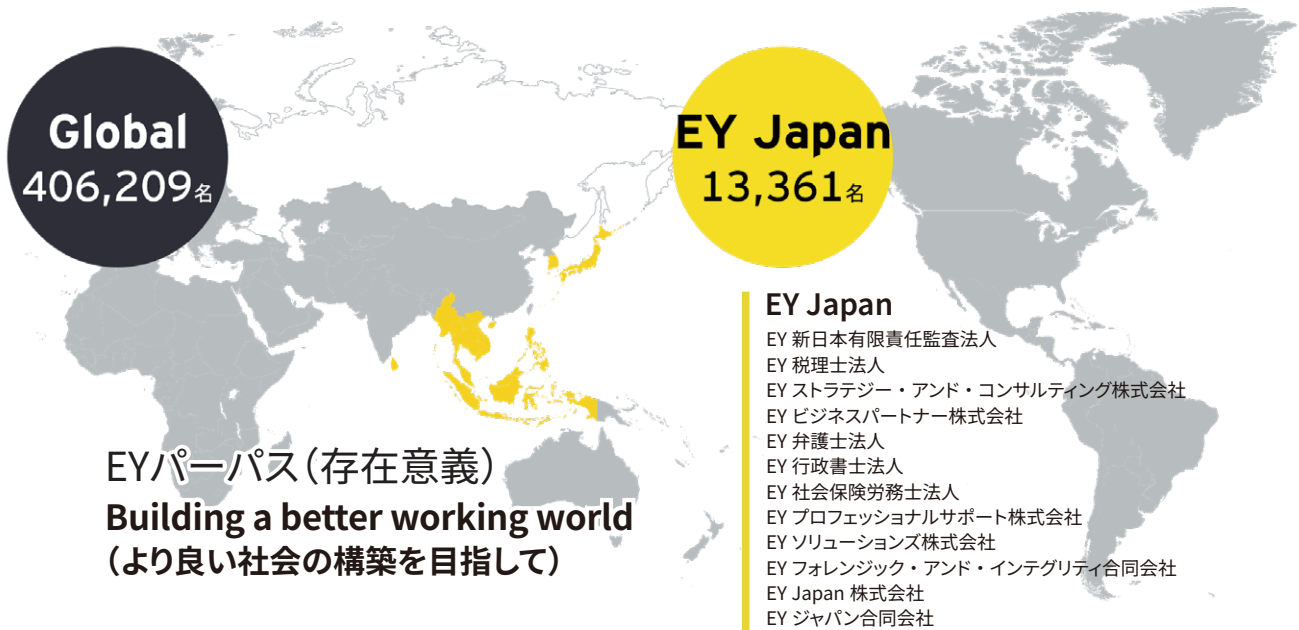 Global
406,209名
EY Japan
13,361名
EYパーパス（存在意義）
Building a better working world
（より良い社会の構築を目指して）
EY Japan
EY 新日本有限責任監査法人
EY 税理士法人
EY ストラテジー・アンド・コンサルティング株式会社
EY ビジネスパートナー株式会社
EY 弁護士法人
EY 行政書士法人
EY 社会保険労務士法人
EY プロフェッショナルサポート株式会社
EY ソリューションズ株式会社
EY フォレンジック・アンド・インテグリティ合同会社
EY Japan 株式会社
EY ジャパン合同会社